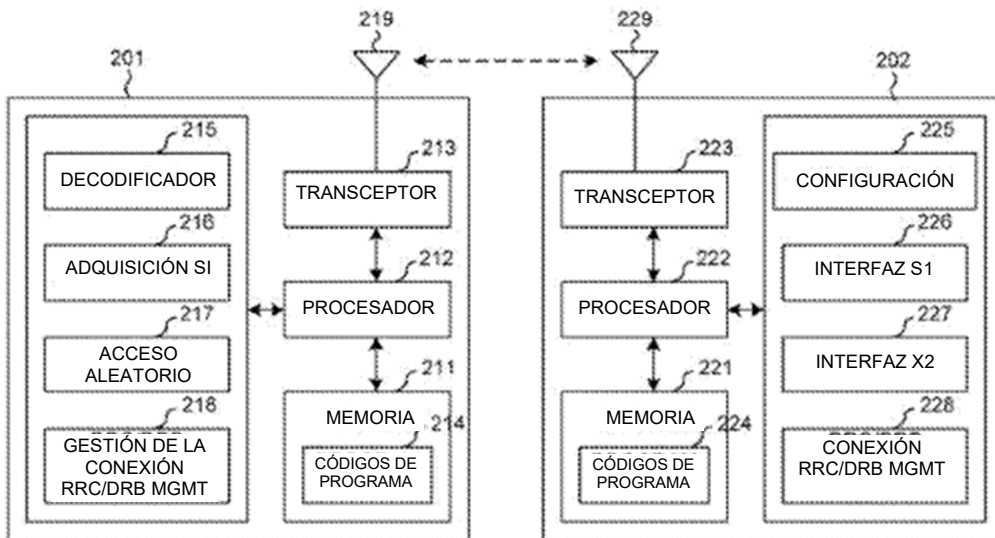 219
229
201
202
215
DECODIFICADOR
216
ADQUISICIÓN SI
217
ACCESO
ALEATORIO
218
GESTIÓN DE LA
CONEXIÓN
RRC/DRB MGMT
213
TRANSCEPTOR
212
PROCESADOR
211
MEMORIA
214
CÓDIGOS DE
PROGRAMA
223
TRANSCEPTOR
222
PROCESADOR
221
MEMORIA
224
CÓDIGOS DE
PROGRAMA
225
CONFIGURACIÓN
226
INTERFAZ S1
227
INTERFAZ X2
228
CONEXIÓN
RRC/DRB MGMT